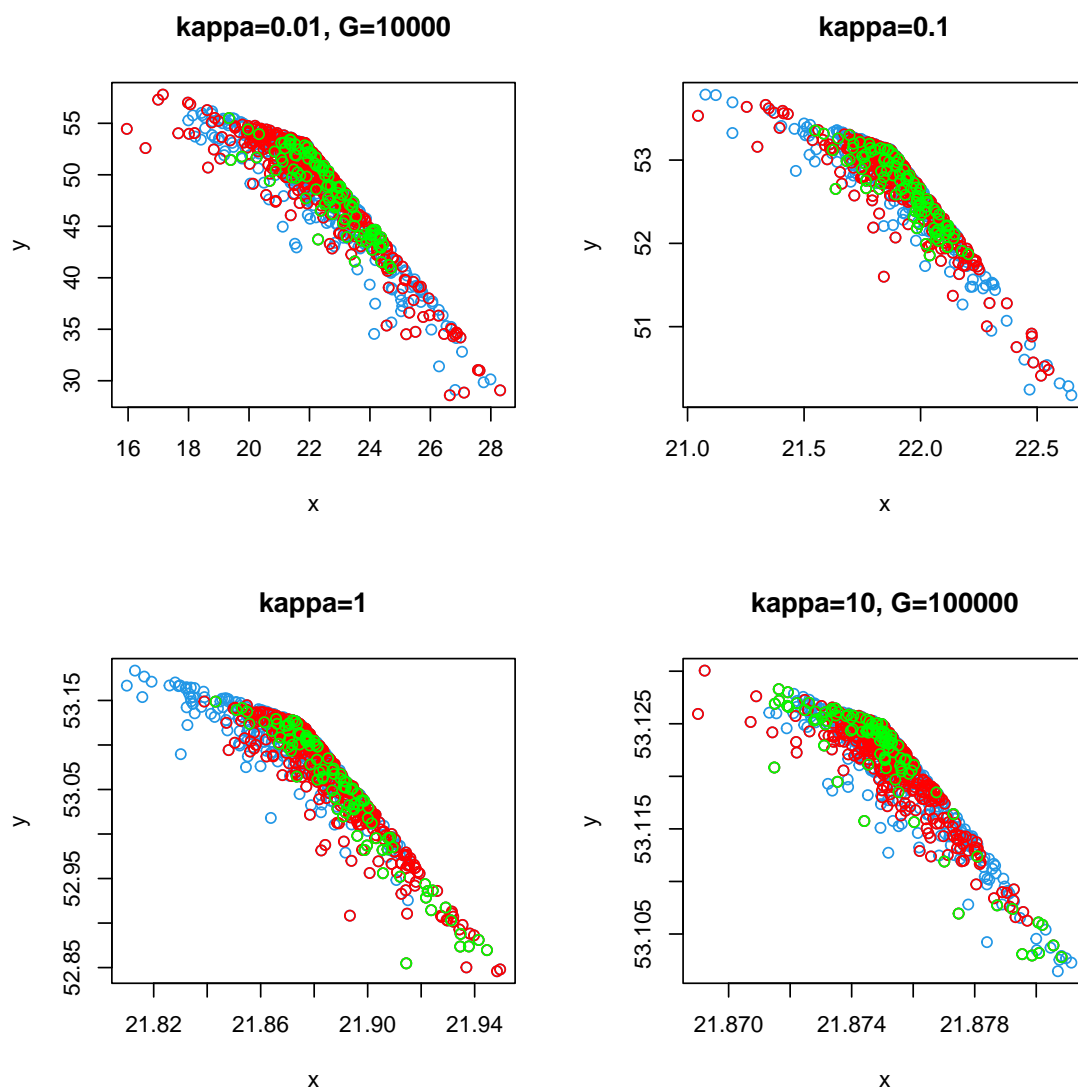 kappa=0.01, G=10000
y
55
50
45
40
35
30
16 18 20 22 24 26 28
x
kappa=0.1
y
53
52
51
21.0 21.5 22.0 22.5
x
kappa=1
y
53.15
53.05
52.95
52.85
21.82 21.86 21.90 21.94
x
kappa=10, G=100000
y
53.125
53.115
53.105
21.870 21.874 21.878
x